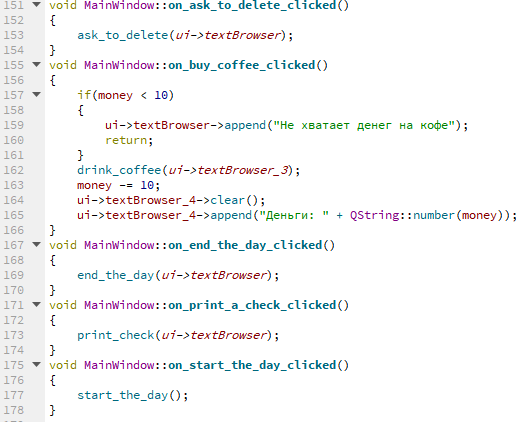 151 void MainWindow::on_ask_to_delete_clicked()
152 {
153     ask_to_delete(ui->textBrowser);
154 }
155 void MainWindow::on_buy_coffee_clicked()
156 {
157     if(money < 10)
158     {
159         ui->textBrowser->append("Не хватает денег на кофе");
160         return;
161     }
162     drink_coffee(ui->textBrowser_3);
163     money -= 10;
164     ui->textBrowser_4->clear();
165     ui->textBrowser_4->append("Деньги: " + QString::number(money));
166 }
167 void MainWindow::on_end_the_day_clicked()
168 {
169     end_the_day(ui->textBrowser);
170 }
171 void MainWindow::on_print_a_check_clicked()
172 {
173     print_check(ui->textBrowser);
174 }
175 void MainWindow::on_start_the_day_clicked()
176 {
177     start_the_day();
178 }